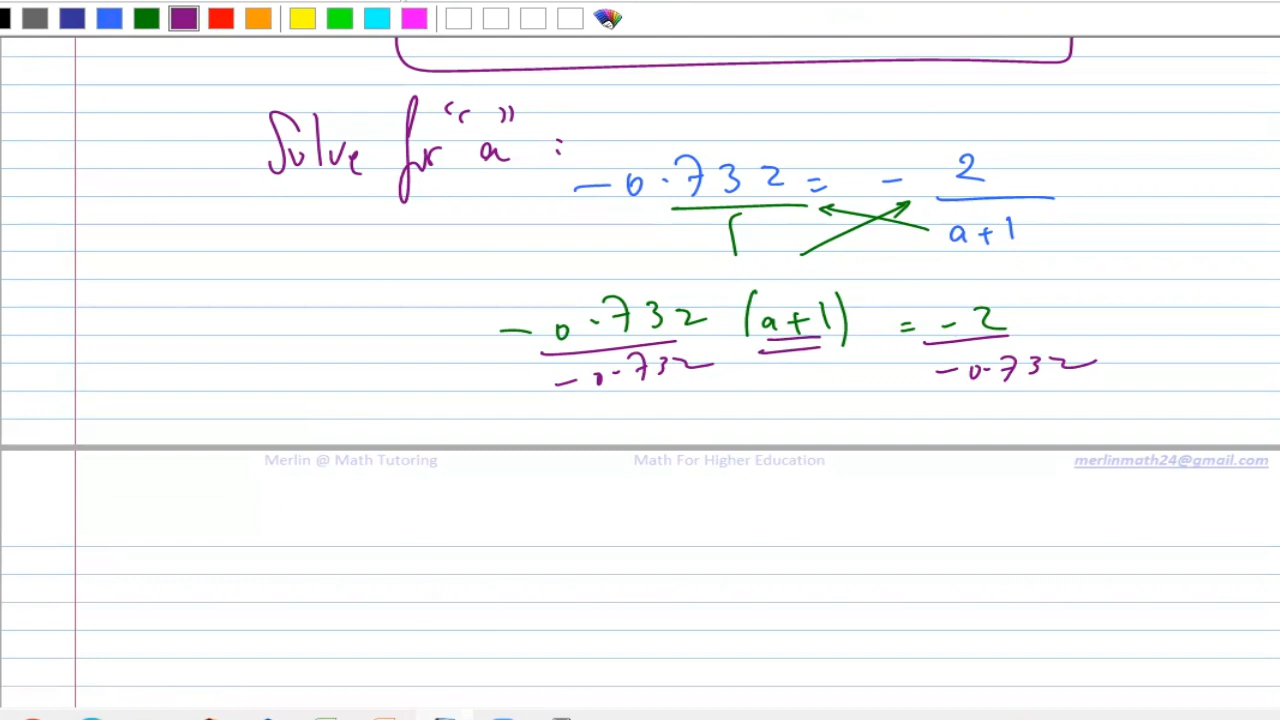 Solve for "a" :
-0.732 / 1 = - 2 / a+1
-0.732 (a+1) / -0.732 = -2 / -0.732
Merlin @ Math Tutoring Math For Higher Education merlinmath24@gmail.com